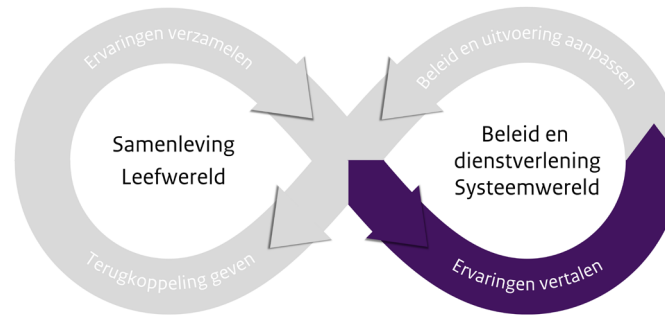 Ervaringen verzamelen
Beleid en uitvoering aanpassen
Samenleving
Leefwereld
Beleid en
dienstverlening
Systeemwereld
Terugkoppeling geven
Ervaringen vertalen